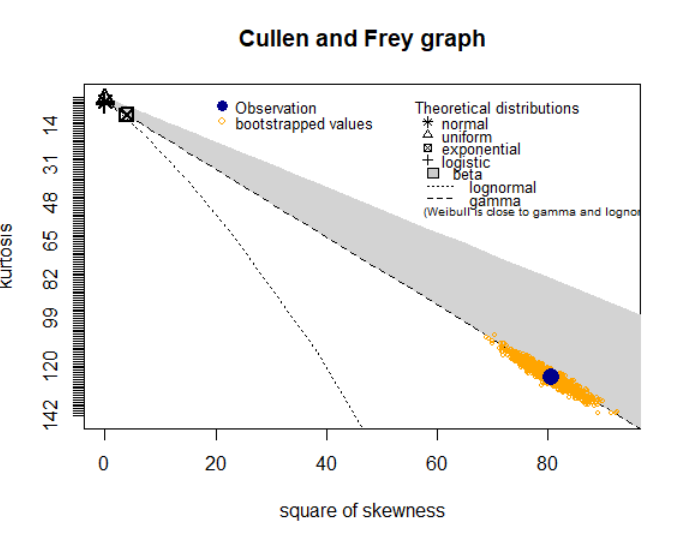 Cullen and Frey graph
Observation
bootstrapped values
Theoretical distributions
normal
uniform
exponential
logistic
beta
lognormal
gamma
(Weibull is close to gamma and lognor
kurtosis
14
31
48
65
82
99
120
142
0
20
40
60
80
square of skewness